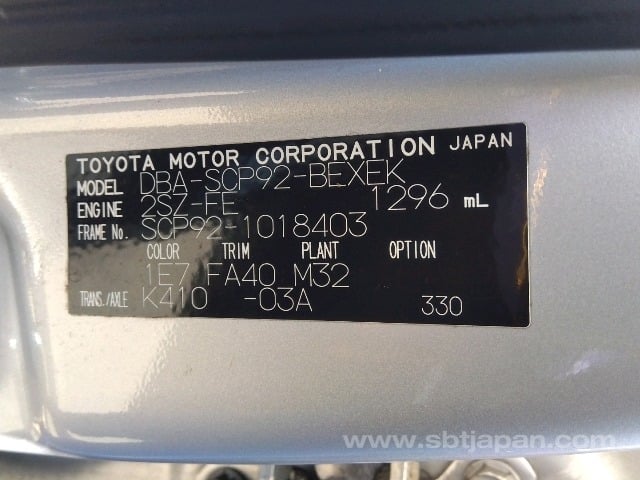 TOYOTA MOTOR CORPORATION JAPAN
MODEL DBA-SCP92-BEXEK
ENGINE 2SZ-FE 1296 mL
FRAME No. SCP92-1018403
COLOR TRIM PLANT OPTION
1E7 FA40 M32
TRANS./AXLE K410 -03A 330
www.sbtjapan.com